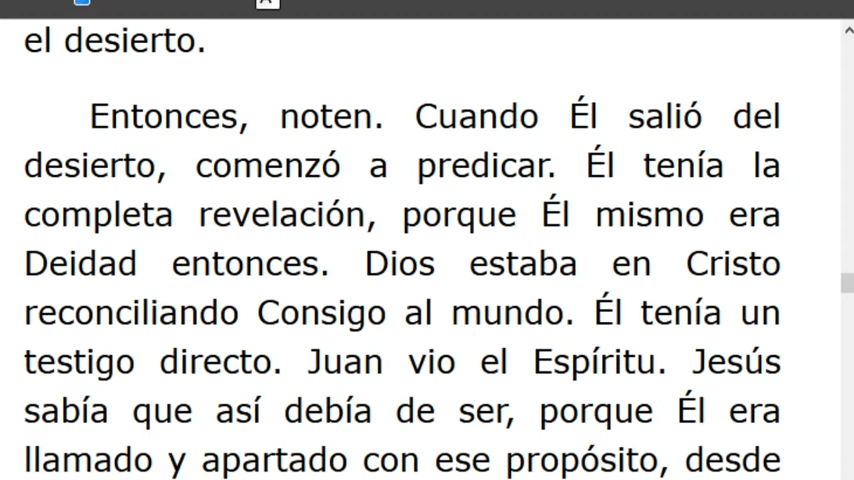 el desierto.
Entonces, noten. Cuando Él salió del
desierto, comenzó a predicar. Él tenía la
completa revelación, porque Él mismo era
Deidad entonces. Dios estaba en Cristo
reconciliando Consigo al mundo. Él tenía un
testigo directo. Juan vio el Espíritu. Jesús
sabía que así debía de ser, porque Él era
llamado y apartado con ese propósito, desde